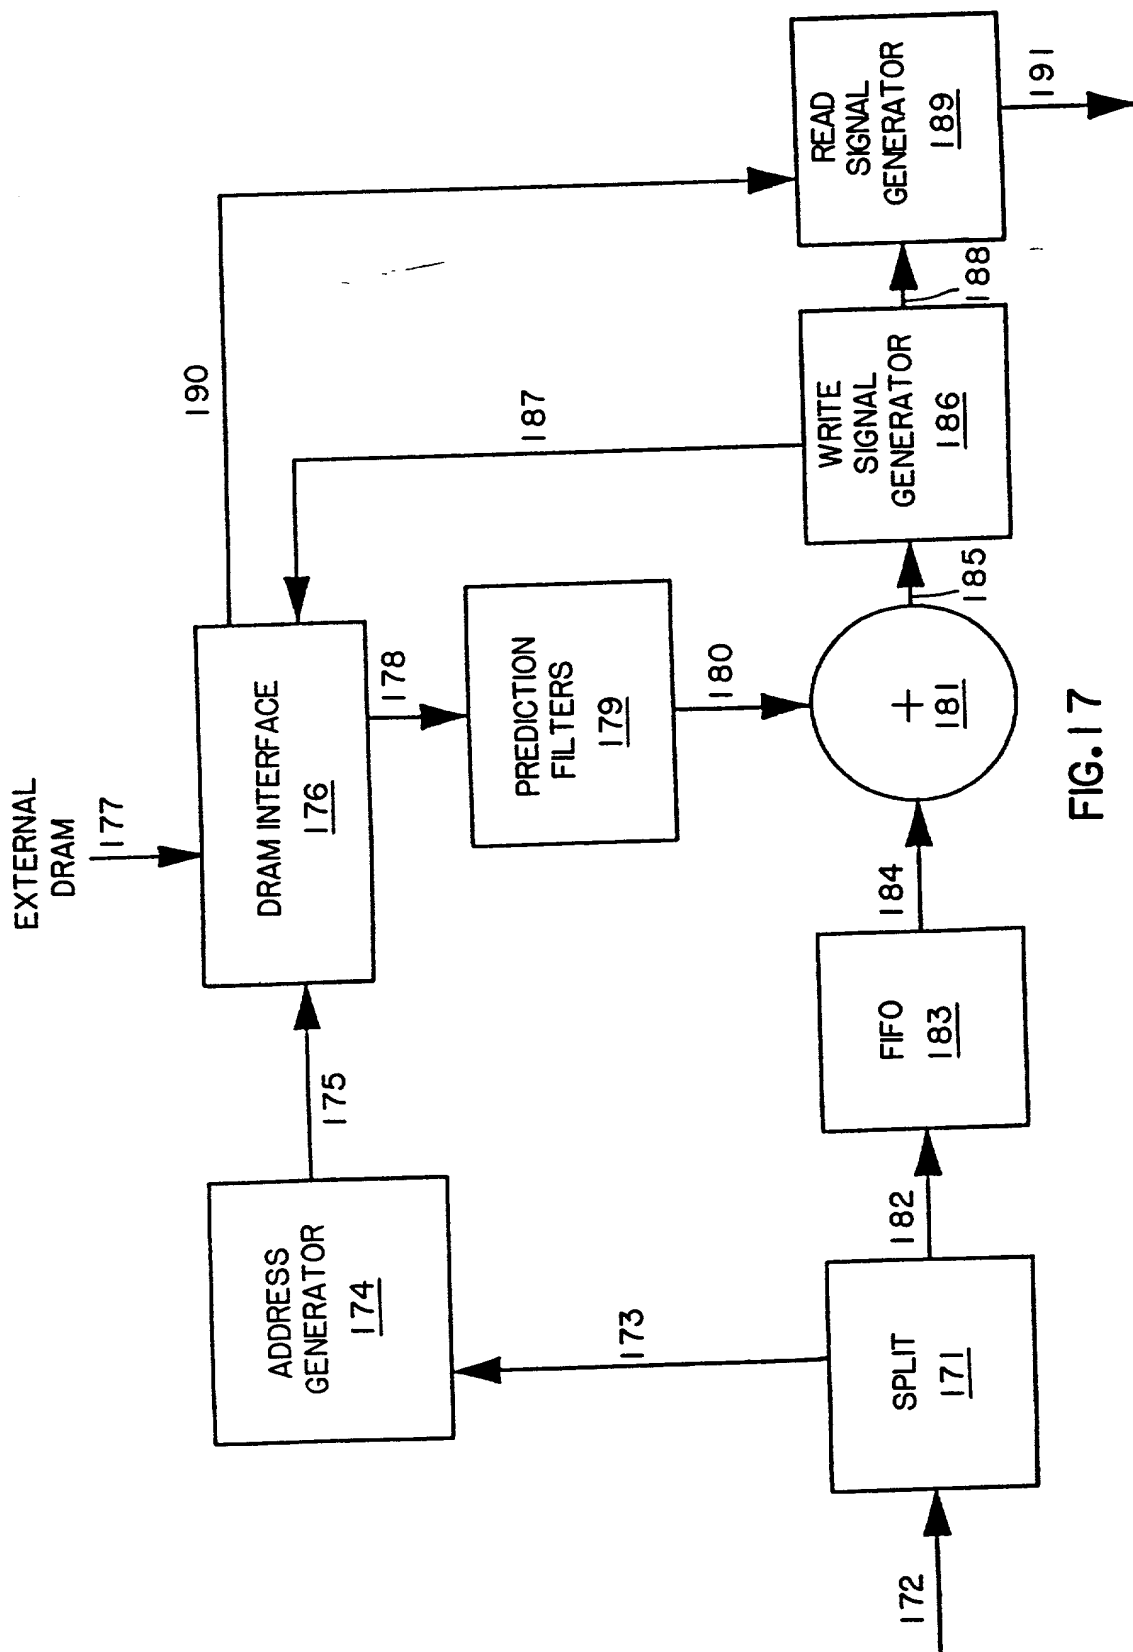 EXTERNAL
DRAM
177
190
DRAM INTERFACE
176
175
187
178
ADDRESS
GENERATOR
174
PREDICTION
FILTERS
179
173
180
172
SPLIT
171
182
FIFO
183
184
+
181
185
WRITE
SIGNAL
GENERATOR
186
188
READ
SIGNAL
GENERATOR
189
191
FIG.17